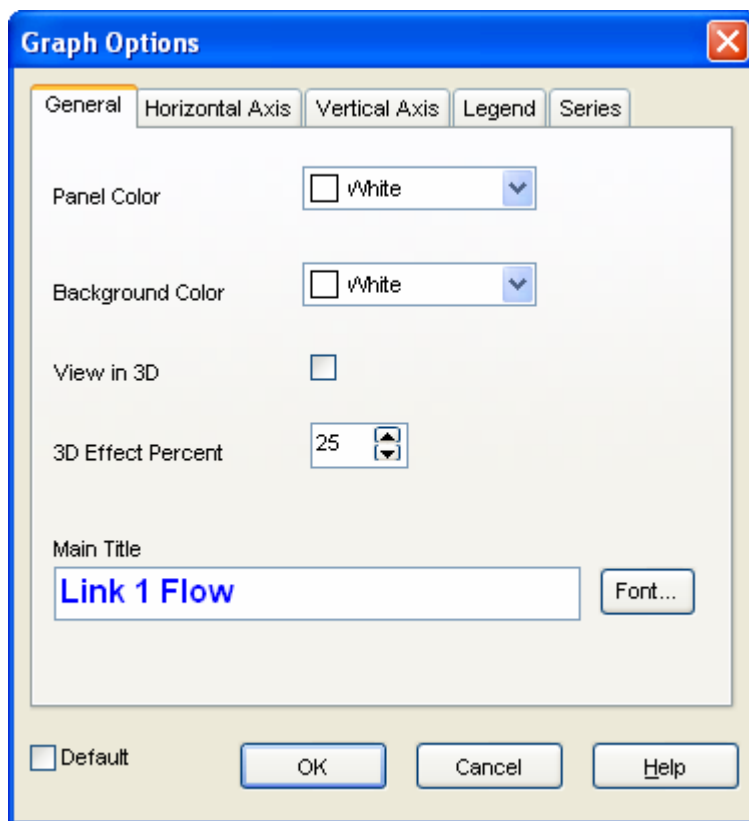 Graph Options
General Horizontal Axis Vertical Axis Legend Series
Panel Color White
Background Color White
View in 3D
3D Effect Percent 25
Main Title
Link 1 Flow Font...
Default OK Cancel Help